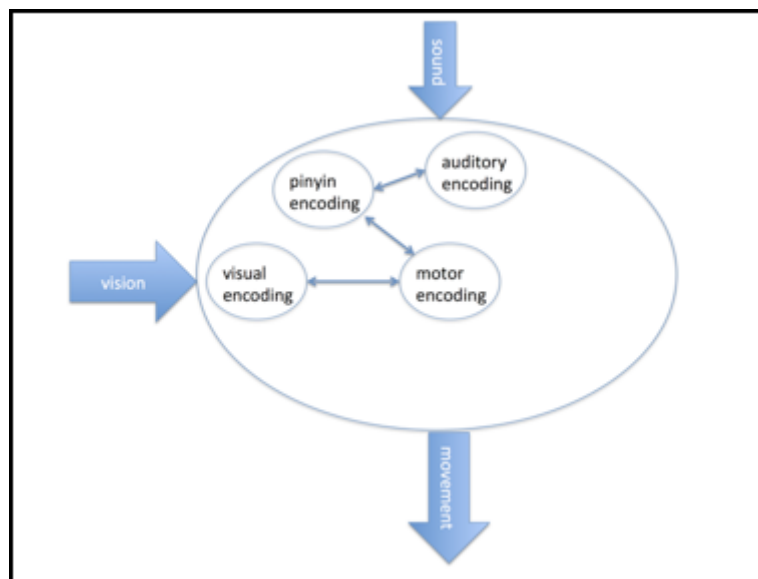 sound
pinyin
encoding
auditory
encoding
vision
visual
encoding
motor
encoding
movement